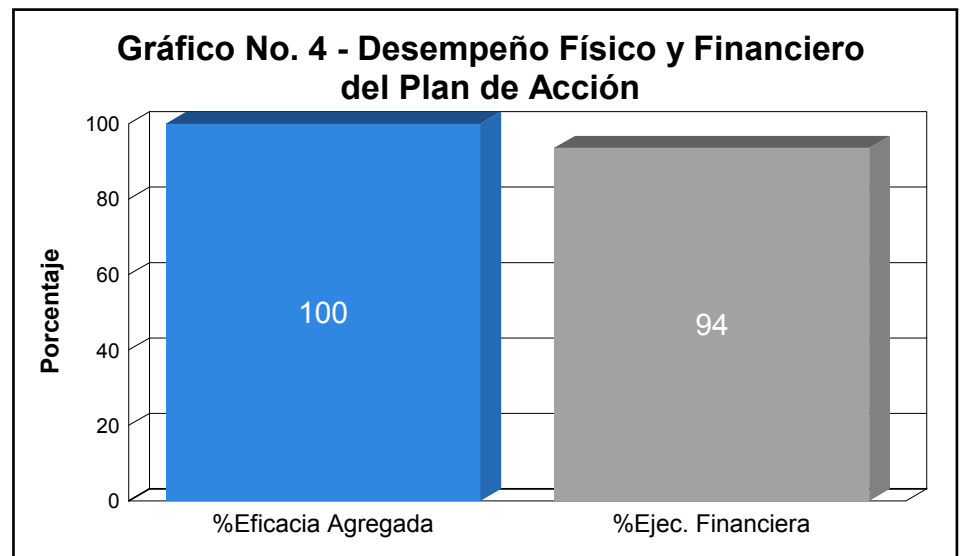 Gráfico No. 4 - Desempeño Físico y Financiero
del Plan de Acción
Porcentaje
100
80
60
40
20
0
100
94
%Eficacia Agregada
%Ejec. Financiera